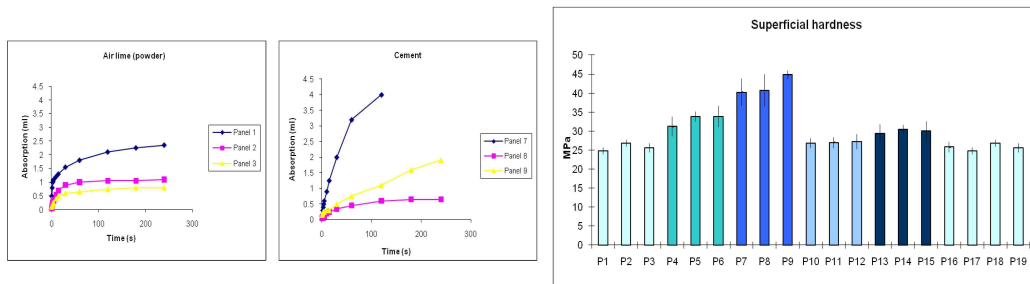 Air lime (powder)
Absorption (ml)
4.5
4
3.5
3
2.5
2
1.5
1
0.5
0
0
100
200
300
Time (s)
Panel 1
Panel 2
Panel 3
Cement
Absorption (ml)
4.5
4
3.5
3
2.5
2
1.5
1
0.5
0
0
100
200
300
Time (s)
Panel 7
Panel 8
Panel 9
Superficial hardness
MPa
50
45
40
35
30
25
20
15
10
5
0
P1 P2 P3 P4 P5 P6 P7 P8 P9 P10 P11 P12 P13 P14 P15 P16 P17 P18 P19